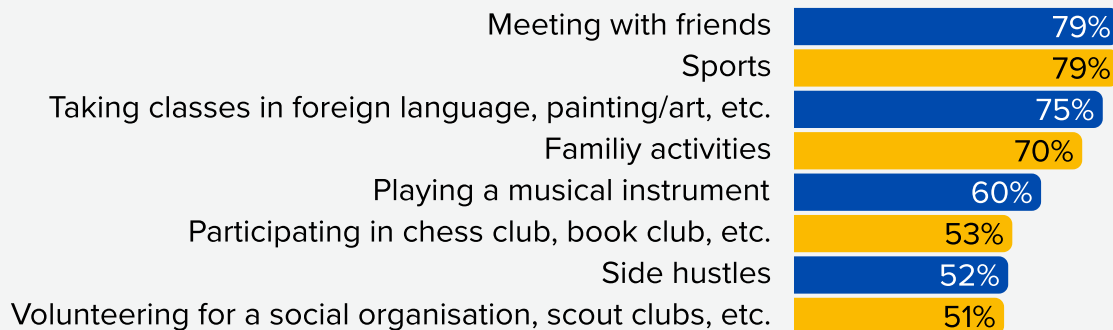 Meeting with friends 79%
Sports 79%
Taking classes in foreign language, painting/art, etc. 75%
Familiy activities 70%
Playing a musical instrument 60%
Participating in chess club, book club, etc. 53%
Side hustles 52%
Volunteering for a social organisation, scout clubs, etc. 51%